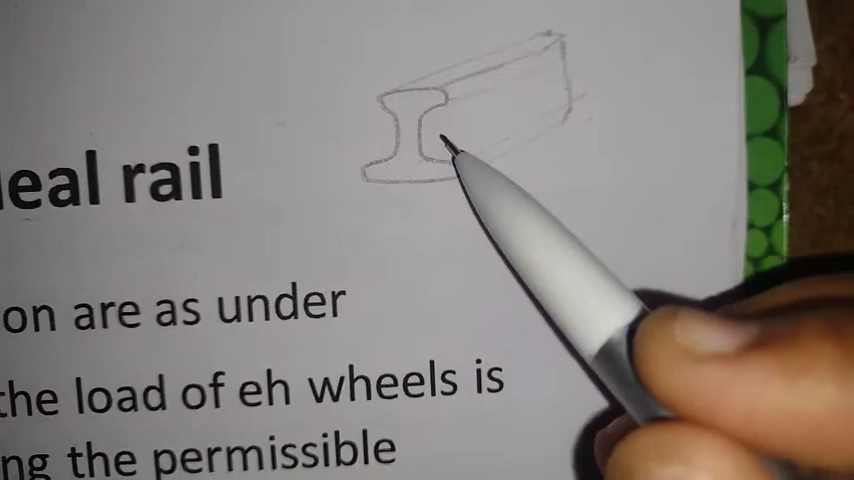 eal rail
on are as under
the load of eh wheels is
ng the permissible